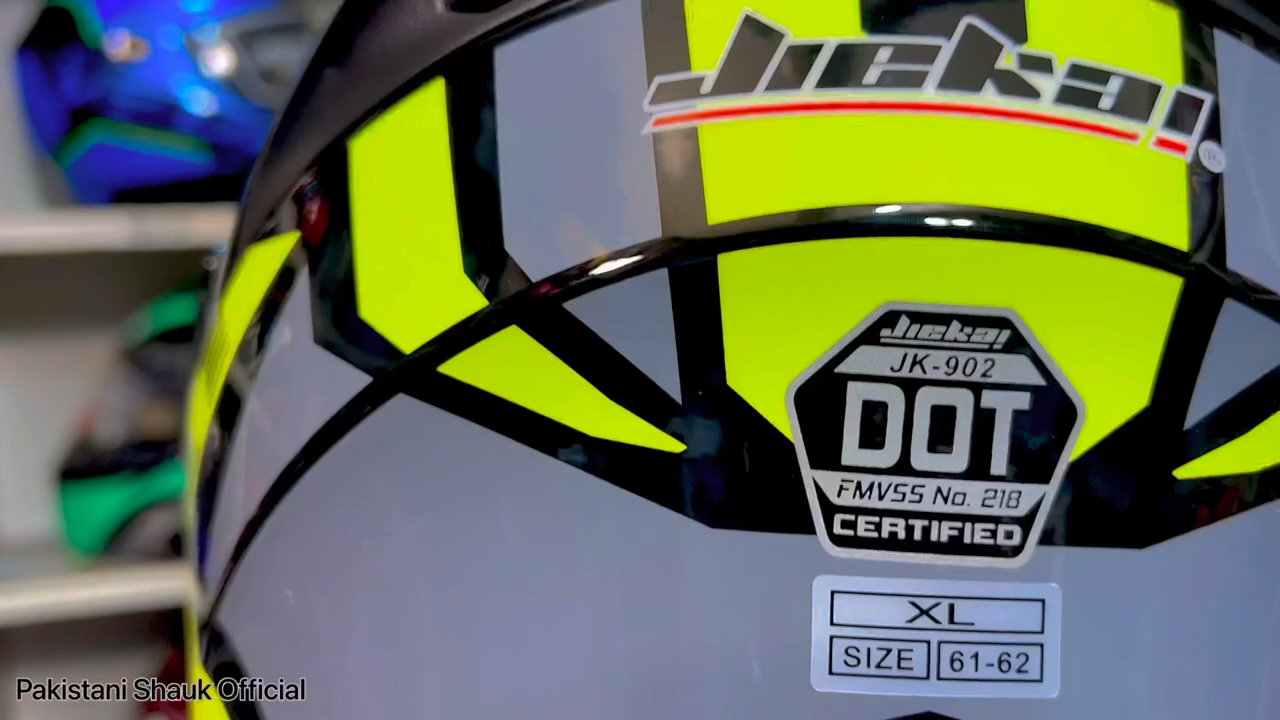 Jiekai
Jiekai
JK-902
DOT
FMVSS No. 218
CERTIFIED
XL
SIZE 61-62
Pakistani Shauk Official